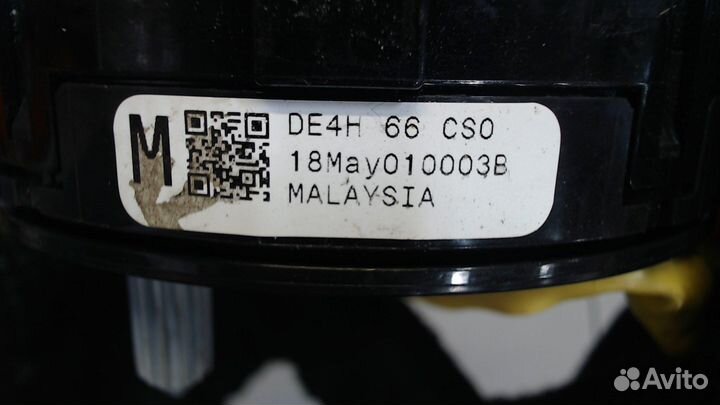 M
DE4H 66 CS0
18May010003B
MALAYSIA
Avito